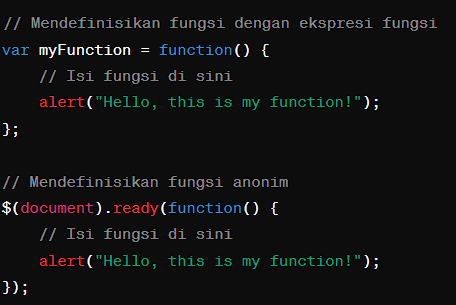 // Mendefinisikan fungsi dengan ekspresi fungsi
var myFunction = function() {
    // Isi fungsi di sini
    alert("Hello, this is my function!");
};

// Mendefinisikan fungsi anonim
$(document).ready(function() {
    // Isi fungsi di sini
    alert("Hello, this is my function!");
});